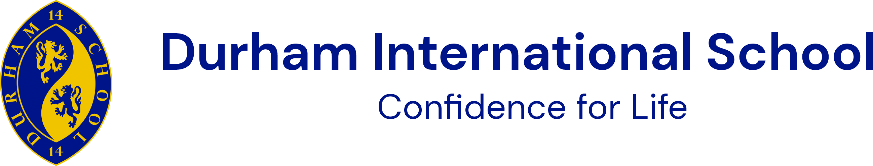 14
DURHAM SCHOOL
14
Durham International School
Confidence for Life